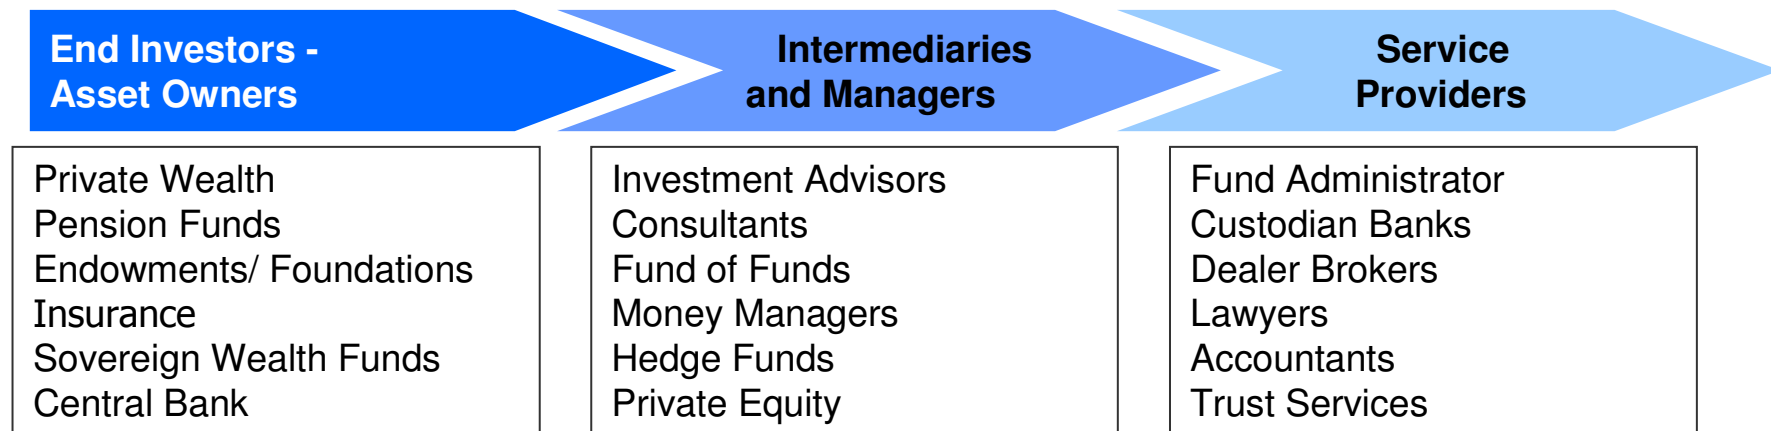 End Investors -
Asset Owners
Intermediaries
and Managers
Service
Providers
Private Wealth
Pension Funds
Endowments/ Foundations
Insurance
Sovereign Wealth Funds
Central Bank
Investment Advisors
Consultants
Fund of Funds
Money Managers
Hedge Funds
Private Equity
Fund Administrator
Custodian Banks
Dealer Brokers
Lawyers
Accountants
Trust Services